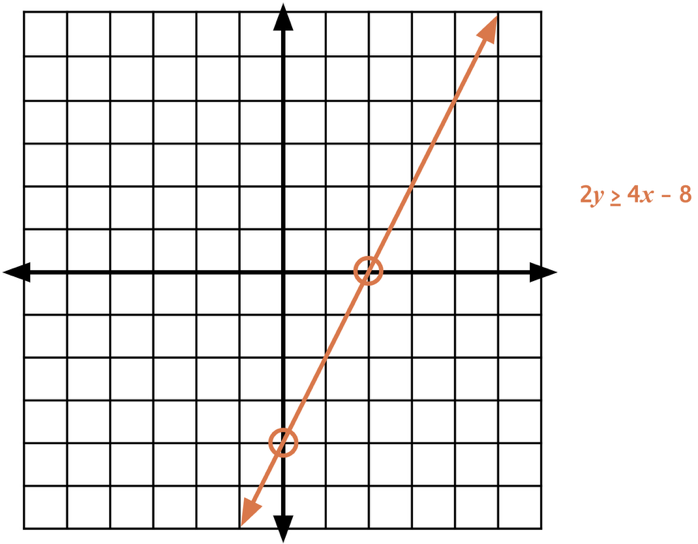 2y ≥ 4x – 8